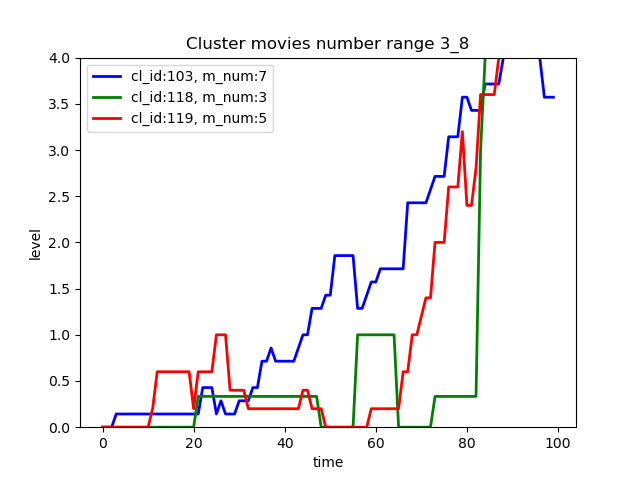 Cluster movies number range 3_8
cl_id:103, m_num:7
cl_id:118, m_num:3
cl_id:119, m_num:5
4.0
3.5
3.0
2.5
2.0
1.5
1.0
0.5
0.0
level
0 20 40 60 80 100
time